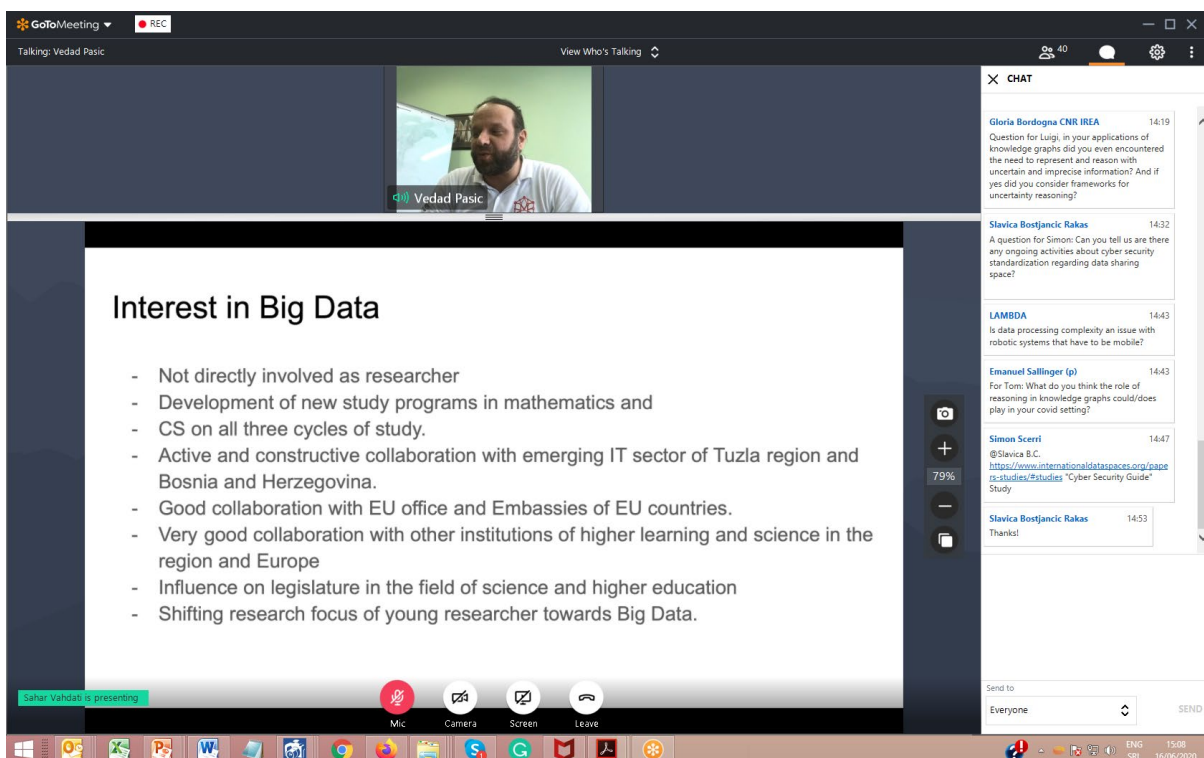 GoToMeeting
REC
Talking: Vedad Pasic
View Who's Talking
40
Vedad Pasic
Interest in Big Data
- Not directly involved as researcher
- Development of new study programs in mathematics and
- CS on all three cycles of study.
- Active and constructive collaboration with emerging IT sector of Tuzla region and
Bosnia and Herzegovina.
- Good collaboration with EU office and Embassies of EU countries.
- Very good collaboration with other institutions of higher learning and science in the
region and Europe
- Influence on legislature in the field of science and higher education
- Shifting research focus of young researcher towards Big Data.
79%
Sahar Vahdati is presenting
Mic
Camera
Screen
Leave
CHAT
Gloria Bordogna CNR IREA 14:19
Question for Luigi, in your applications of
knowledge graphs did you even encountered
the need to represent and reason with
uncertain and imprecise information? And if
yes did you consider frameworks for
uncertainty reasoning?
Slavica Bostjancic Rakas 14:32
A question for Simon: Can you tell us are there
any ongoing activities about cyber security
standardization regarding data sharing
space?
LAMBDA 14:43
Is data processing complexity an issue with
robotic systems that have to be mobile?
Emanuel Sallinger (p) 14:43
For Tom: What do you think the role of
reasoning in knowledge graphs could/does
play in your covid setting?
Simon Scerri 14:47
@Slavica B.C.
https://www.internationaldataspaces.org/pape
rs-studies/#studies "Cyber Security Guide"
Study
Slavica Bostjancic Rakas 14:53
Thanks!
Send to
Everyone
SEND
ENG 15:08
SRL 16/06/2020